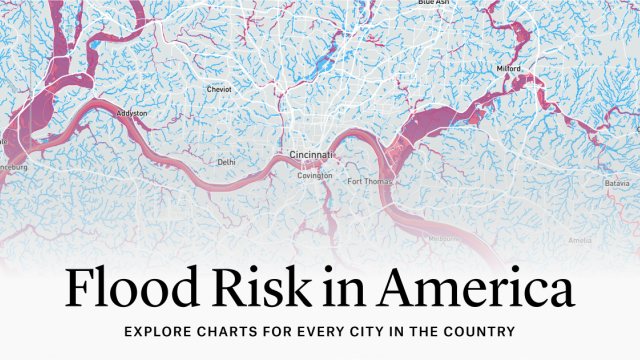 Blue Ash
Milford
Cheviot
Addyston
Cincinnati
Delhi
Covington
Fort Thomas
Batavia
Melbourne
Amelia
Flood Risk in America
EXPLORE CHARTS FOR EVERY CITY IN THE COUNTRY